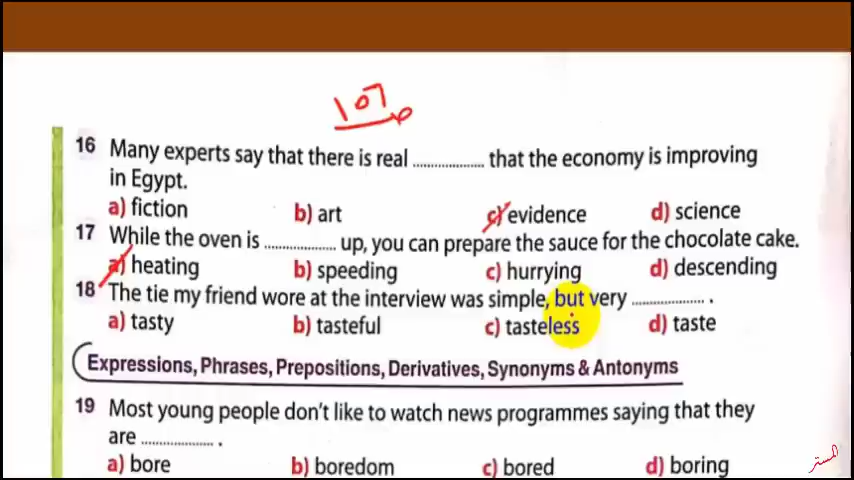 ١٥٦
16 Many experts say that there is real ................. that the economy is improving
in Egypt.
a) fiction b) art c) evidence d) science
17 While the oven is ................. up, you can prepare the sauce for the chocolate cake.
a) heating b) speeding c) hurrying d) descending
18 The tie my friend wore at the interview was simple, but very ................. .
a) tasty b) tasteful c) tasteless d) taste
Expressions, Phrases, Prepositions, Derivatives, Synonyms & Antonyms
19 Most young people don't like to watch news programmes saying that they
are ................. .
a) bore b) boredom c) bored d) boring